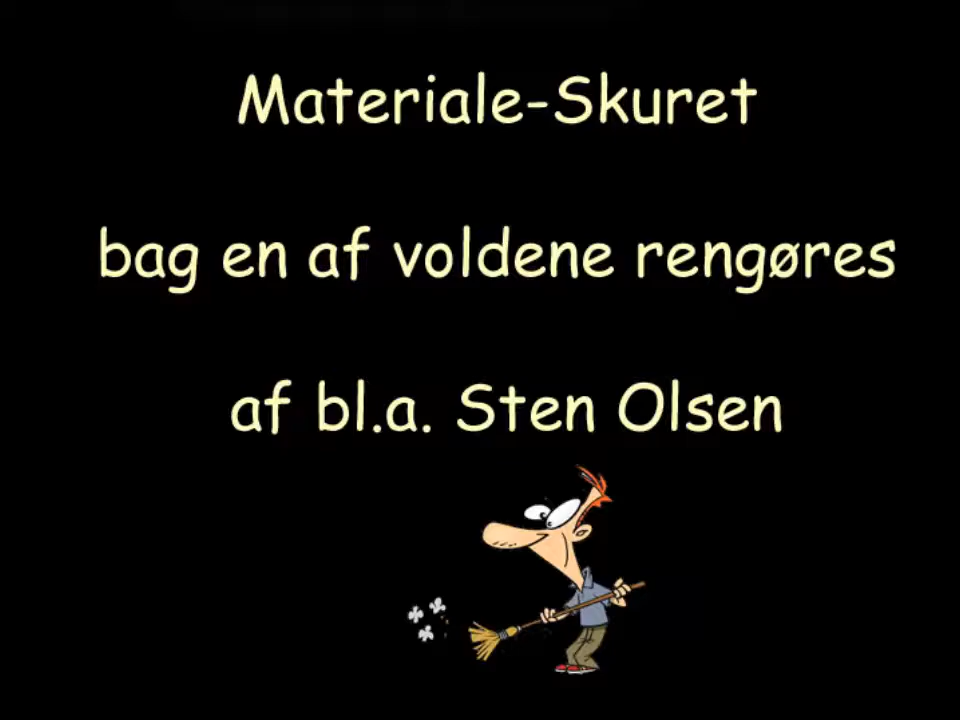 Materiale-Skuret
bag en af voldene rengøres
af bl.a. Sten Olsen